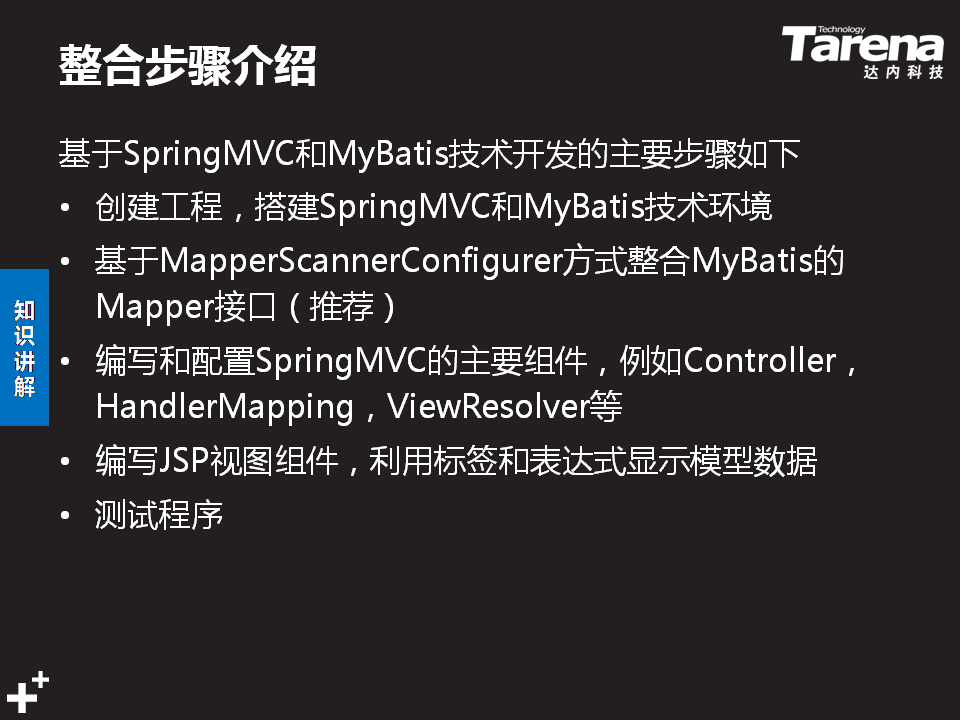 整合步骤介绍
Technology
Tarena
达内科技
基于SpringMVC和MyBatis技术开发的主要步骤如下
• 创建工程，搭建SpringMVC和MyBatis技术环境
• 基于MapperScannerConfigurer方式整合MyBatis的
Mapper接口（推荐）
• 编写和配置SpringMVC的主要组件，例如Controller，
HandlerMapping，ViewResolver等
• 编写JSP视图组件，利用标签和表达式显示模型数据
• 测试程序
知识讲解